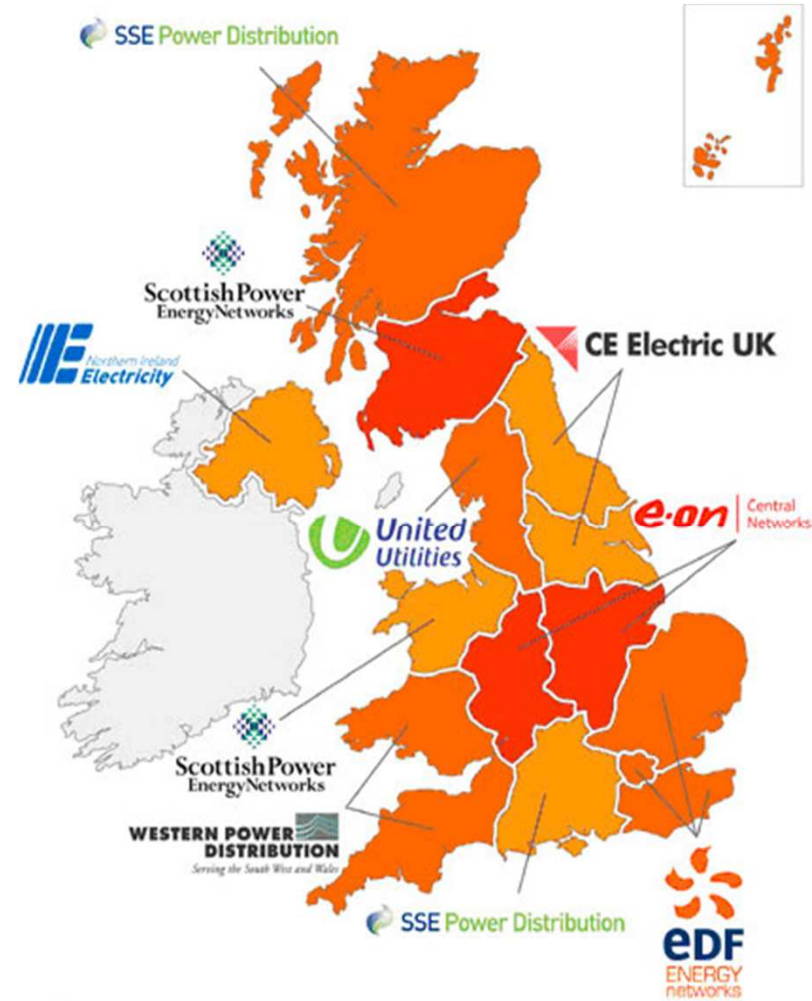 SSE Power Distribution
ScottishPower
EnergyNetworks
Northern Ireland
Electricity
CE Electric UK
e.on
Central
Networks
United
Utilities
ScottishPower
EnergyNetworks
WESTERN POWER
DISTRIBUTION
Serving the South West and Wales
SSE Power Distribution
eDF
ENERGY
networks